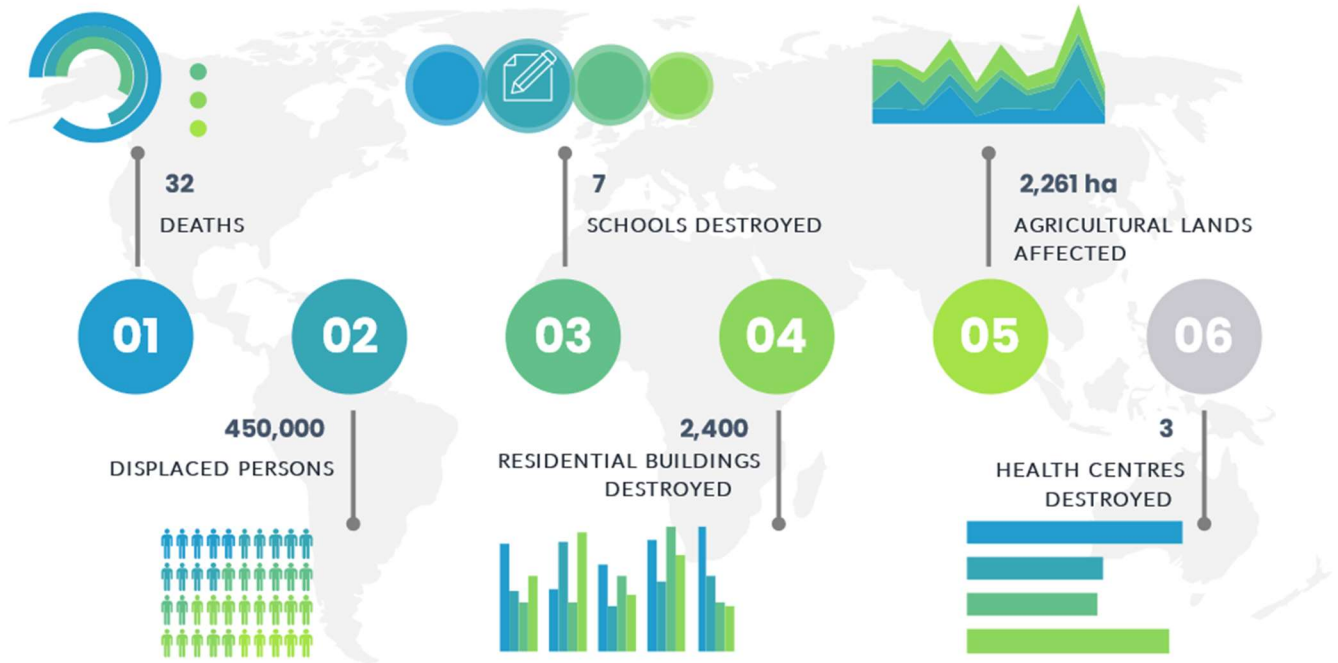 32
DEATHS
7
SCHOOLS DESTROYED
2,261 ha
AGRICULTURAL LANDS
AFFECTED
01
02
03
04
05
06
450,000
DISPLACED PERSONS
2,400
RESIDENTIAL BUILDINGS
DESTROYED
3
HEALTH CENTRES
DESTROYED